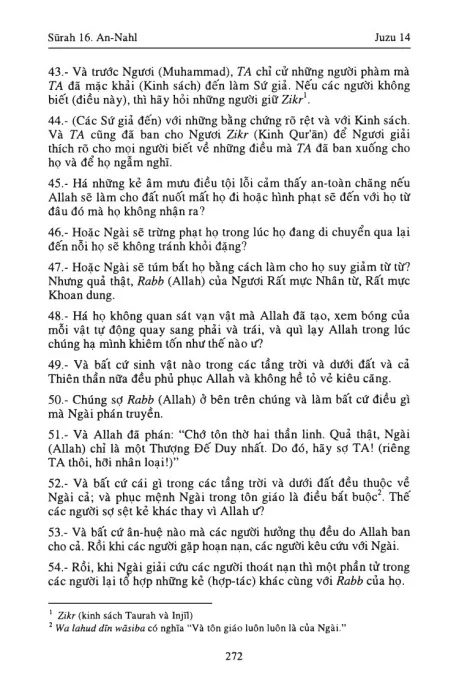 Sūrah 16. An-Nahl Juzu 14
43.- Và trước Ngươi (Muhammad), TA chỉ cử những người phàm mà
TA đã mặc khải (Kinh sách) đến làm Sứ giả. Nếu các người không
biết (điều này), thì hãy hỏi những người giữ Zikr¹.
44.- (Các Sứ giả đến) với những bằng chứng rõ rệt và với Kinh sách.
Và TA cũng đã ban cho Ngươi Zikr (Kinh Qur'ān) để Ngươi giải
thích rõ cho mọi người biết về những điều mà TA đã ban xuống cho
họ và để họ ngẫm nghĩ.
45.- Há những kẻ âm mưu điều tội lỗi cảm thấy an-toàn chăng nếu
Allah sẽ làm cho đất nuốt mất họ đi hoặc hình phạt sẽ đến với họ từ
đâu đó mà họ không nhận ra?
46.- Hoặc Ngài sẽ trừng phạt họ trong lúc họ đang di chuyển qua lại
đến nỗi họ sẽ không tránh khỏi đặng?
47.- Hoặc Ngài sẽ túm bắt họ bằng cách làm cho họ suy giảm từ từ?
Nhưng quả thật, Rabb (Allah) của Ngươi Rất mực Nhân từ, Rất mực
Khoan dung.
48.- Há họ không quan sát vạn vật mà Allah đã tạo, xem bóng của
mỗi vật tự động quay sang phải và trái, và quì lạy Allah trong lúc
chúng hạ mình khiêm tốn như thế nào ư?
49.- Và bất cứ sinh vật nào trong các tầng trời và dưới đất và cả
Thiên thần nữa đều phủ phục Allah và không hề tỏ vẻ kiêu căng.
50.- Chúng sợ Rabb (Allah) ở bên trên chúng và làm bất cứ điều gì
mà Ngài phán truyền.
51.- Và Allah đã phán: “Chớ tôn thờ hai thần linh. Quả thật, Ngài
(Allah) chỉ là một Thượng Đế Duy nhất. Do đó, hãy sợ TA! (riêng
TA thôi, hỡi nhân loại!)”
52.- Và bất cứ cái gì trong các tầng trời và dưới đất đều thuộc về
Ngài cả; và phục mệnh Ngài trong tôn giáo là điều bắt buộc². Thế
các người sợ sệt kẻ khác thay vì Allah ư?
53.- Và bất cứ ân-huệ nào mà các người hưởng thụ đều do Allah ban
cho cả. Rồi khi các người gặp hoạn nạn, các người kêu cứu với Ngài.
54.- Rồi, khi Ngài giải cứu các người thoát nạn thì một phần tử trong
các người lại tổ hợp những kẻ (hợp-tác) khác cùng với Rabb của họ.
¹ Zikr (kinh sách Taurah và Injīl)
² Wa lahud dīn wāsiba có nghĩa “Và tôn giáo luôn luôn là của Ngài.”
272